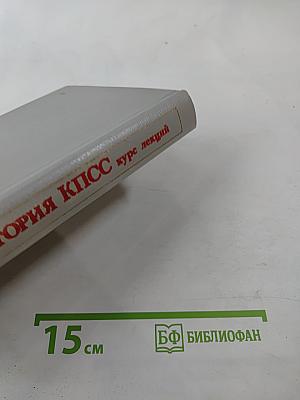 ТОРИЯ КПСС курс лекций
15 см
БФ БИБЛИОФАН